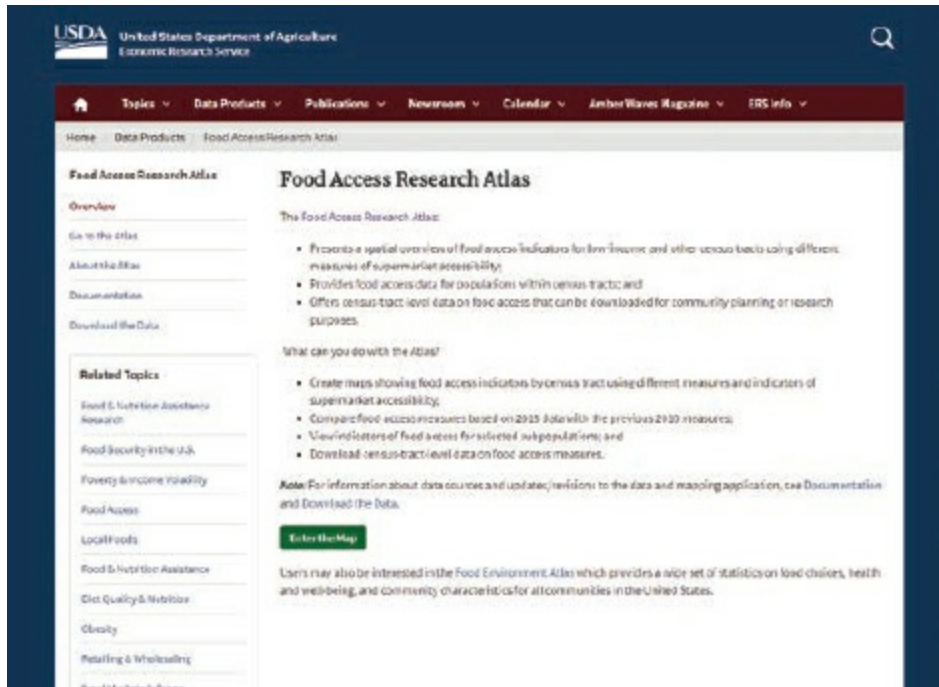 USDA
United States Department of Agriculture
Economic Research Service
Topics
Data Products
Publications
Newsroom
Calendar
Amber Waves Magazine
ERS Info
Home
Data Products
Food Access Research Atlas
Food Access Research Atlas
Overview
Go to the Atlas
About the Atlas
Documentation
Download the Data
Related Topics
Food & Nutrition Assistance
Research
Food Security in the U.S.
Poverty & Income Volatility
Food Access
Local Foods
Food & Nutrition Assistance
Diet Quality & Nutrition
Obesity
Retailing & Wholesaling
Food Access Research Atlas
The Food Access Research Atlas:
Presents a spatial overview of food access indicators for low-income and other census tracts using different
measures of supermarket accessibility;
Provides food access data for populations within census tracts; and
Offers census-tract-level data on food access that can be downloaded for community planning or research
purposes.
What can you do with the Atlas?
Create maps showing food access indicators by census tract using different measures and indicators of
supermarket accessibility;
Compare food access measures based on 2015 data with the previous 2010 measures;
View indicators of food access for selected subpopulations; and
Download census-tract-level data on food access measures.
Note: For information about data sources and updates/revisions to the data and mapping application, see Documentation
and Download the Data.
Enter the Map
Users may also be interested in the Food Environment Atlas which provides a wide set of statistics on food choices, health
and well-being, and community characteristics for all communities in the United States.